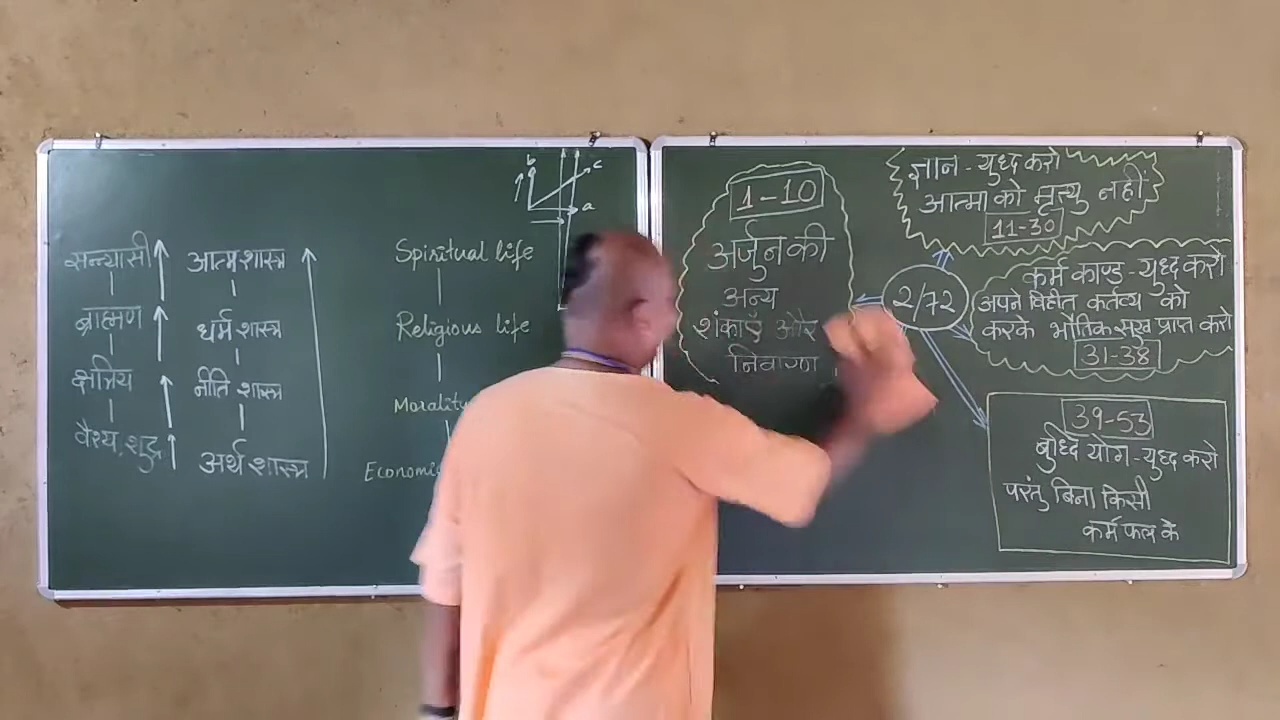 सन्यासी
ब्राह्मण
क्षत्रिय
वैश्य, शुद्र
आत्म शास्त्र
धर्म शास्त्र
नीति शास्त्र
अर्थ शास्त्र
Spiritual life
Religious life
Morality
Economic
b
c
a
1-10
अर्जुन की
अन्य
शंकाएँ और
निवारण
2/72
ज्ञान - युध्द करो
आत्मा को मृत्यु नहीं
11-30
कर्म काण्ड - युध्द करो
अपने विहीत कर्तव्य को
करके भौतिक सुख प्राप्त करो
31-38
39-53
बुध्दि योग - युध्द करो
परंतु बिना किसी
कर्म फल के